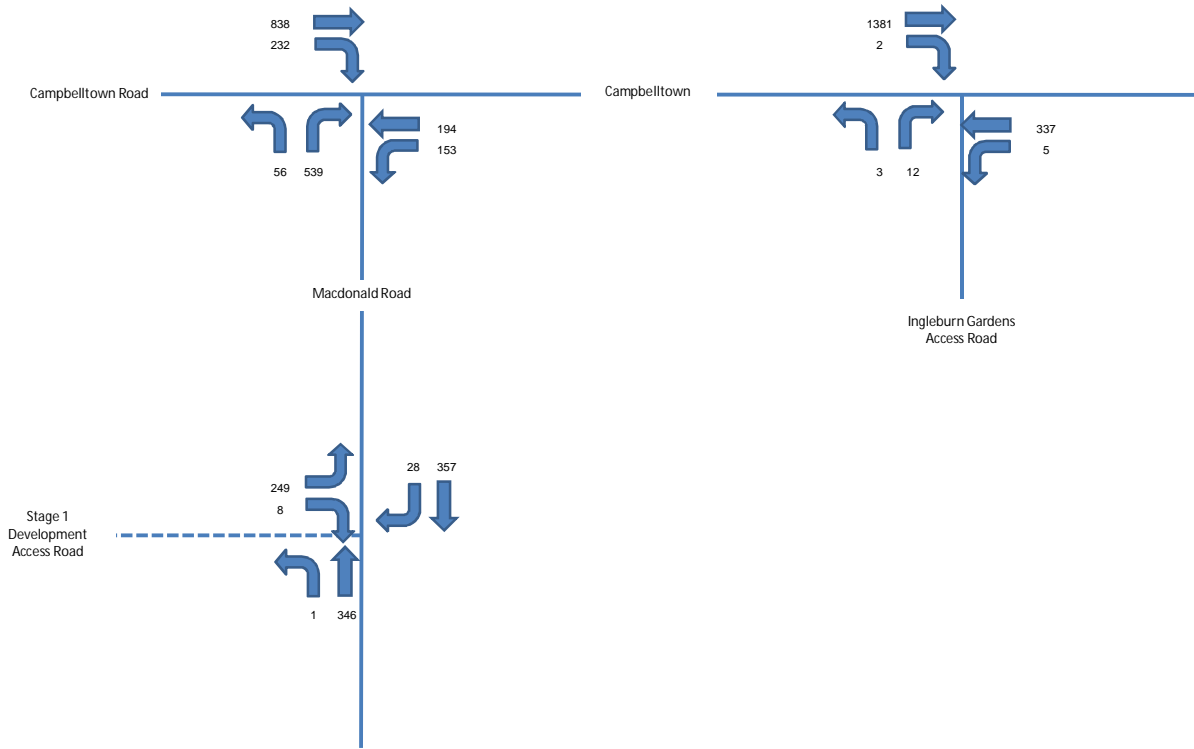 838
232
Campbelltown Road
194
153
56 539
Macdonald Road
249
8
28 357
Stage 1
Development
Access Road
1 346
1381
2
Campbelltown
337
5
3 12
Ingleburn Gardens
Access Road